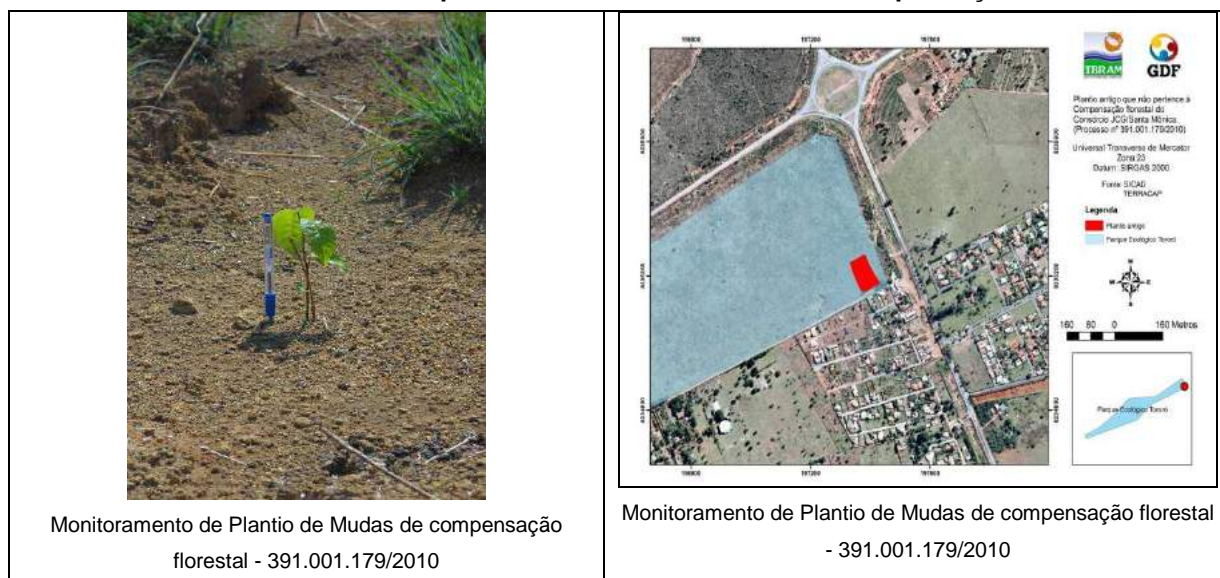 Monitoramento de Plantio de Mudas de compensação
florestal - 391.001.179/2010
IBRAM
GDF
Plantio antigo que não pertence à
Compensação florestal do
Consórcio JCG/Santa Mônica
(Processo nº 391.001.179/2010)
Universal Transverso de Mercator
Zona 23
Datum: SIRGAS 2000
Fonte: SICAD
TERRACAP
Legenda
Plantio antigo
Parque Ecológico Tororó
160 80 0 160 Metros
Parque Ecológico Tororó
Monitoramento de Plantio de Mudas de compensação florestal
- 391.001.179/2010